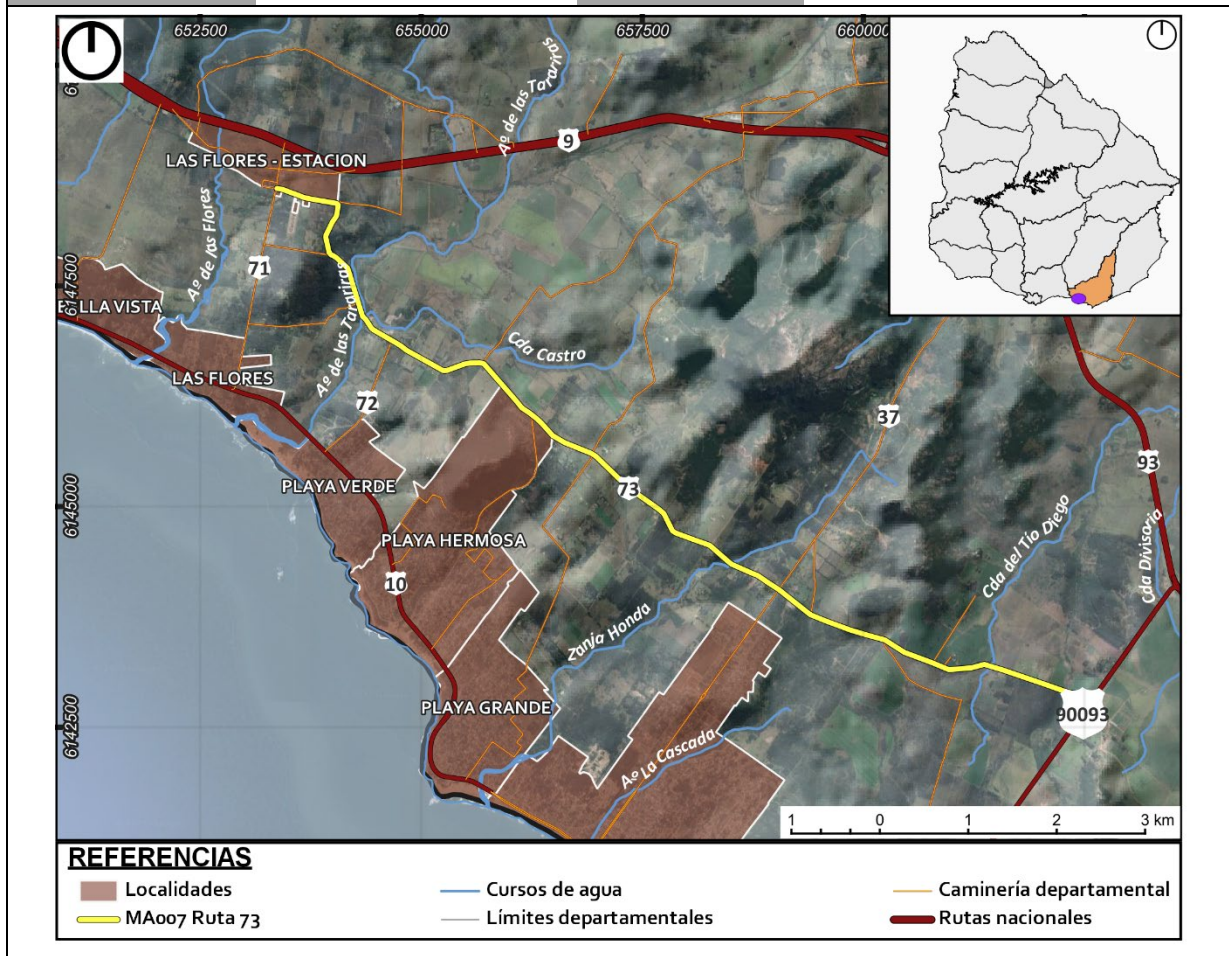 652500
655000
657500
660000
Aº de las Tarariras
9
LAS FLORES - ESTACION
Aº de las Flores
71
6147500
BELLA VISTA
Aº de las Tarariras
Cda Castro
LAS FLORES
72
37
93
PLAYA VERDE
73
6145000
PLAYA HERMOSA
Cda del Tío Diego
Cda Divisoria
10
Zanja Honda
PLAYA GRANDE
90093
6142500
Aº La Cascada
1 0 1 2 3 km
REFERENCIAS
Localidades
Cursos de agua
Caminería departamental
MA007 Ruta 73
Límites departamentales
Rutas nacionales